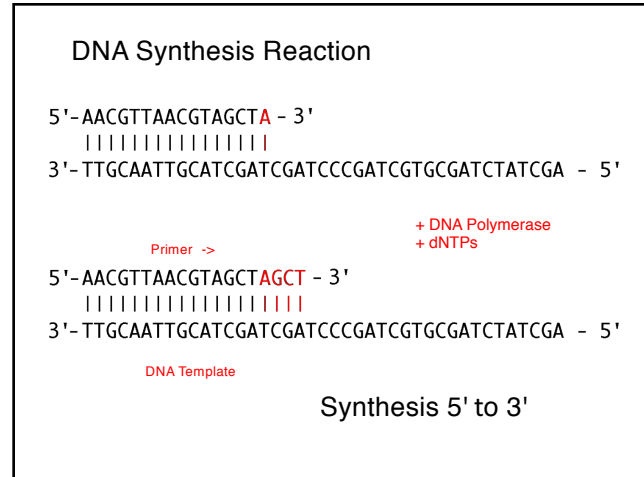 DNA Synthesis Reaction
5'-AACGTTAACGTAGCTA - 3'
||||||||||||||||
3'-TTGCAATTGCATCGATCGATCCCGATCGTGCGATCTATCGA - 5'
+ DNA Polymerase
+ dNTPs
Primer ->
5'-AACGTTAACGTAGCTAGCT - 3'
|||||||||||||||||||
3'-TTGCAATTGCATCGATCGATCCCGATCGTGCGATCTATCGA - 5'
DNA Template
Synthesis 5' to 3'